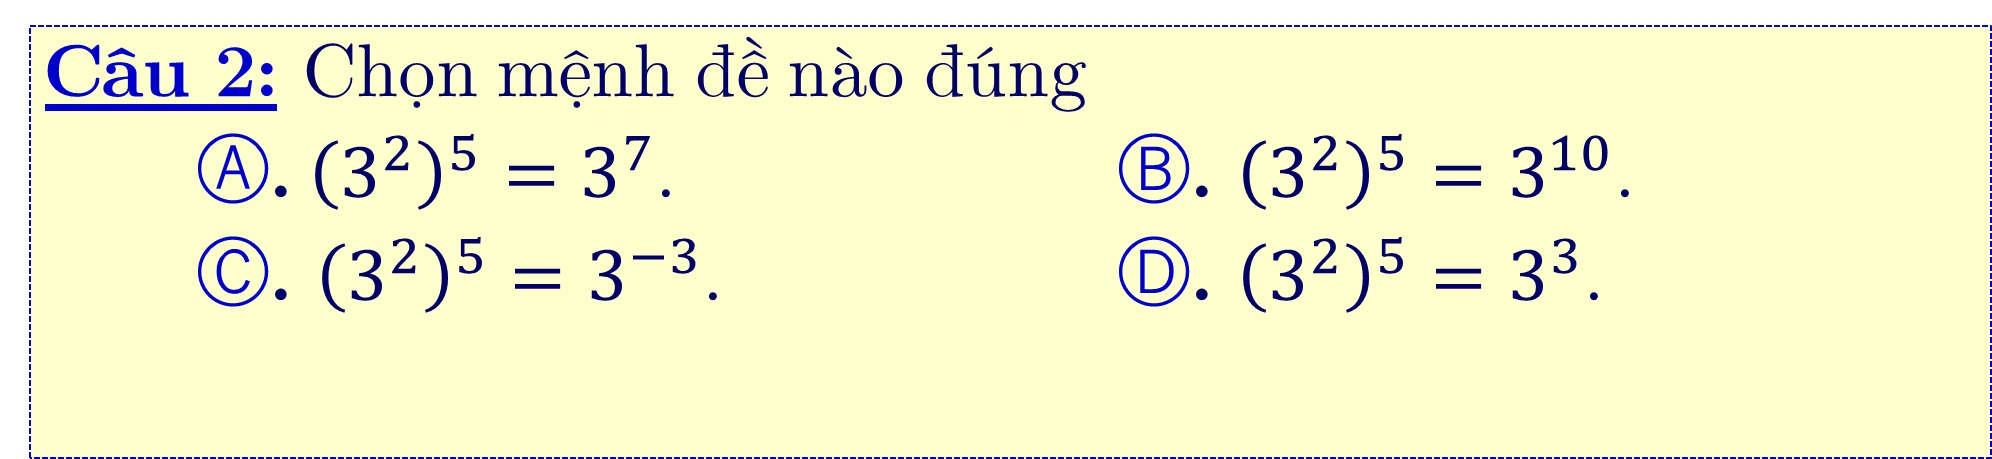 Câu 2: Chọn mệnh đề nào đúng
Ⓐ. (3²)⁵ = 3⁷. Ⓑ. (3²)⁵ = 3¹⁰.
Ⓒ. (3²)⁵ = 3⁻³. Ⓓ. (3²)⁵ = 3³.